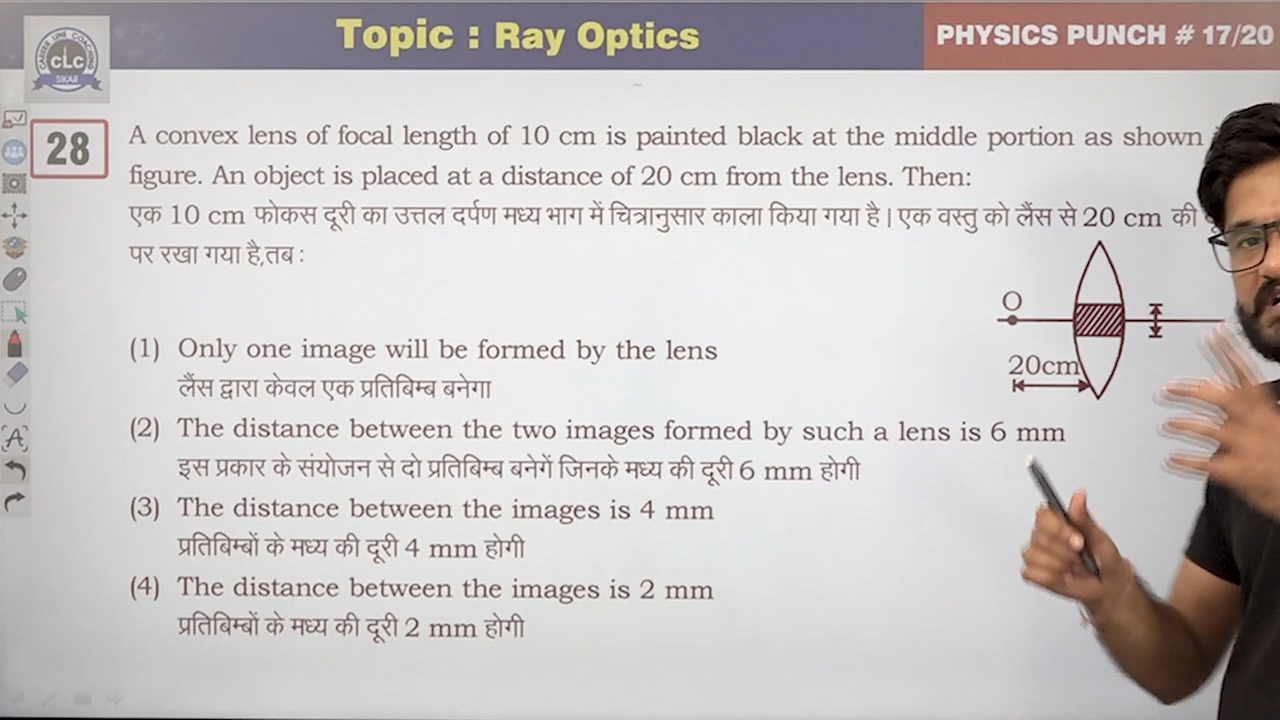 Topic : Ray Optics
PHYSICS PUNCH # 17/20
CAREER LINE COACHING
CLC
SIKAR
28
A convex lens of focal length of 10 cm is painted black at the middle portion as shown
figure. An object is placed at a distance of 20 cm from the lens. Then:
एक 10 cm फोकस दूरी का उत्तल दर्पण मध्य भाग में चित्रानुसार काला किया गया है। एक वस्तु को लैंस से 20 cm की
पर रखा गया है,तब :
O
20cm
(1) Only one image will be formed by the lens
लैंस द्वारा केवल एक प्रतिबिम्ब बनेगा
(2) The distance between the two images formed by such a lens is 6 mm
इस प्रकार के संयोजन से दो प्रतिबिम्ब बनेगें जिनके मध्य की दूरी 6 mm होगी
(3) The distance between the images is 4 mm
प्रतिबिम्बों के मध्य की दूरी 4 mm होगी
(4) The distance between the images is 2 mm
प्रतिबिम्बों के मध्य की दूरी 2 mm होगी